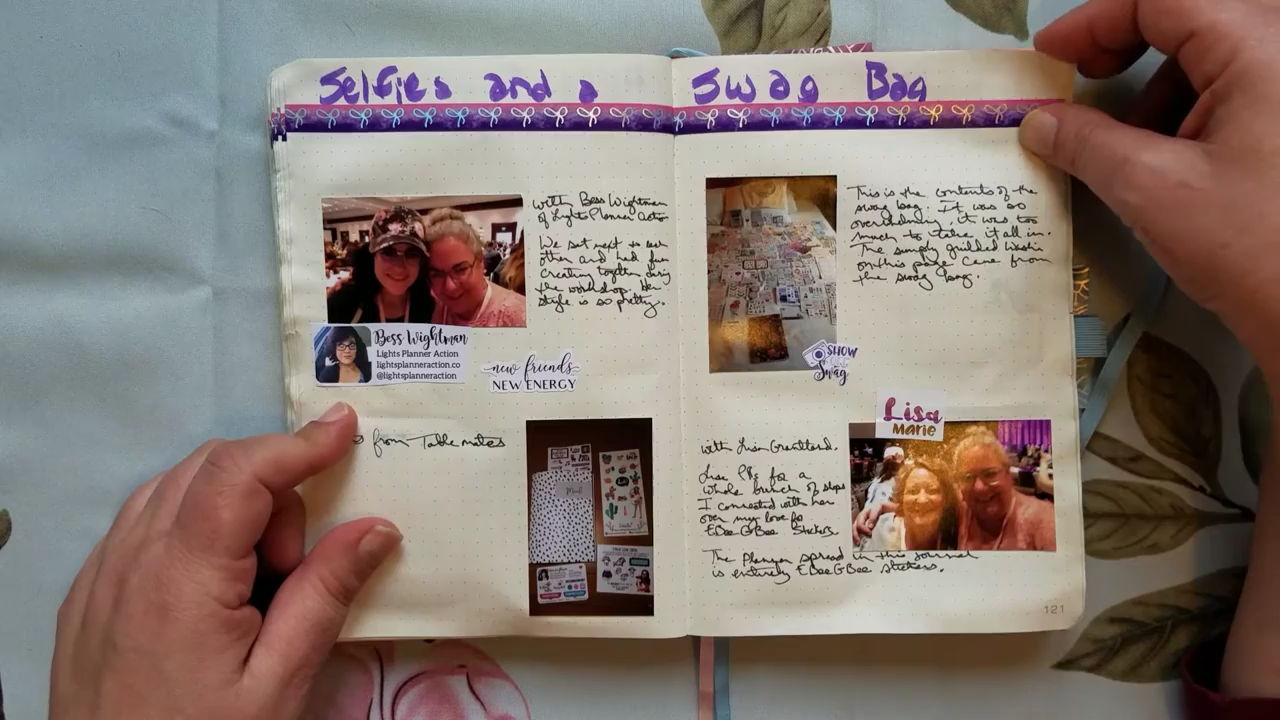 Selfies and a Swag Bag
with Bess Wightman
of Lights Planner Action
We sat next to each
other and had fun
creating together during
the workshop. Her
style is so pretty.
Bess Wightman
Lights Planner Action
lightsplanneraction.co
@lightsplanneraction
new friends
NEW ENERGY
from Table mates
This is the contents of the
swag bag. It was so
overwhelming it was too
much to take it all in.
The simply gilded washi
on this page came from
the swag bag.
SHOW
Swag
Lisa
Marie
with Lisa
Lisa for a
whole bunch of
I connected with her
over my love for
EBee GBee Stickers.
The Planner spread in this journal
is entirely EBeeGBee stickers.
121